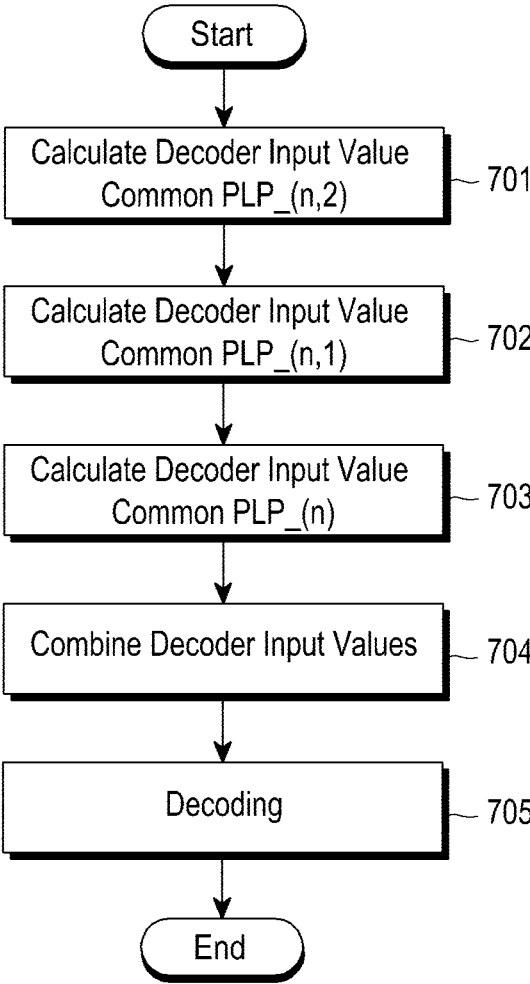 Start
Calculate Decoder Input Value
Common PLP_(n,2)
701
Calculate Decoder Input Value
Common PLP_(n,1)
702
Calculate Decoder Input Value
Common PLP_(n)
703
Combine Decoder Input Values
704
Decoding
705
End